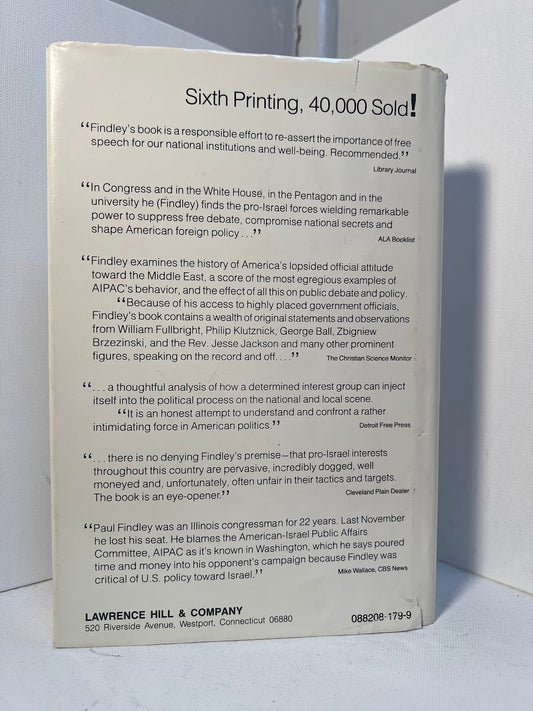 Sixth Printing, 40,000 Sold!
“Findley's book is a responsible effort to re-assert the importance of free
speech for our national institutions and well-being. Recommended.”
Library Journal
“In Congress and in the White House, in the Pentagon and in the
university he (Findley) finds the pro-Israel forces wielding remarkable
power to suppress free debate, compromise national secrets and
shape American foreign policy . . .”
ALA Booklist
“Findley examines the history of America's lopsided official attitude
toward the Middle East, a score of the most egregious examples of
AIPAC's behavior, and the effect of all this on public debate and policy.
“Because of his access to highly placed government officials,
Findley's book contains a wealth of original statements and observations
from William Fullbright, Philip Klutznick, George Ball, Zbigniew
Brzezinski, and the Rev. Jesse Jackson and many other prominent
figures, speaking on the record and off. . . .”
The Christian Science Monitor
“. . . a thoughtful analysis of how a determined interest group can inject
itself into the political process on the national and local scene.
“It is an honest attempt to understand and confront a rather
intimidating force in American politics.”
Detroit Free Press
“. . . there is no denying Findley's premise—that pro-Israel interests
throughout this country are pervasive, incredibly dogged, well
moneyed and, unfortunately, often unfair in their tactics and targets.
The book is an eye-opener.”
Cleveland Plain Dealer
“Paul Findley was an Illinois congressman for 22 years. Last November
he lost his seat. He blames the American-Israel Public Affairs
Committee, AIPAC as it's known in Washington, which he says poured
time and money into his opponent's campaign because Findley was
critical of U.S. policy toward Israel.”
Mike Wallace, CBS News
LAWRENCE HILL & COMPANY
520 Riverside Avenue, Westport, Connecticut 06880
088208-179-9